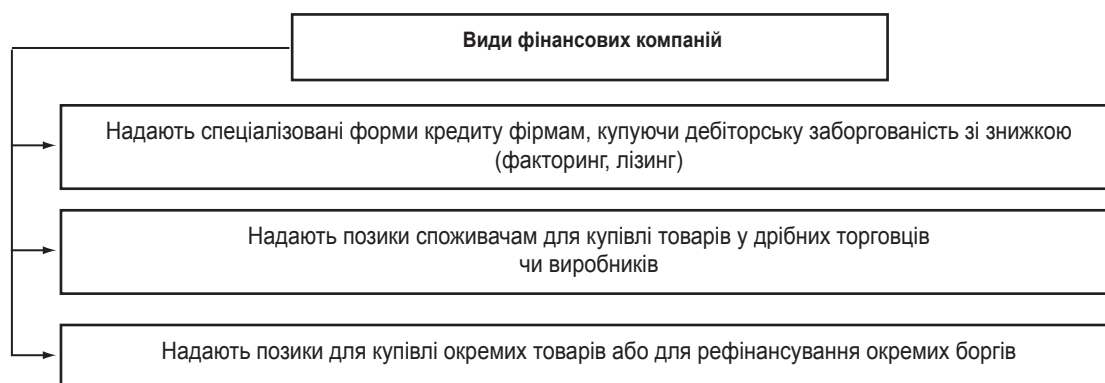 Види фінансових компаній
Надають спеціалізовані форми кредиту фірмам, купуючи дебіторську заборгованість зі знижкою
(факторинг, лізинг)
Надають позики споживачам для купівлі товарів у дрібних торговців
чи виробників
Надають позики для купівлі окремих товарів або для рефінансування окремих боргів